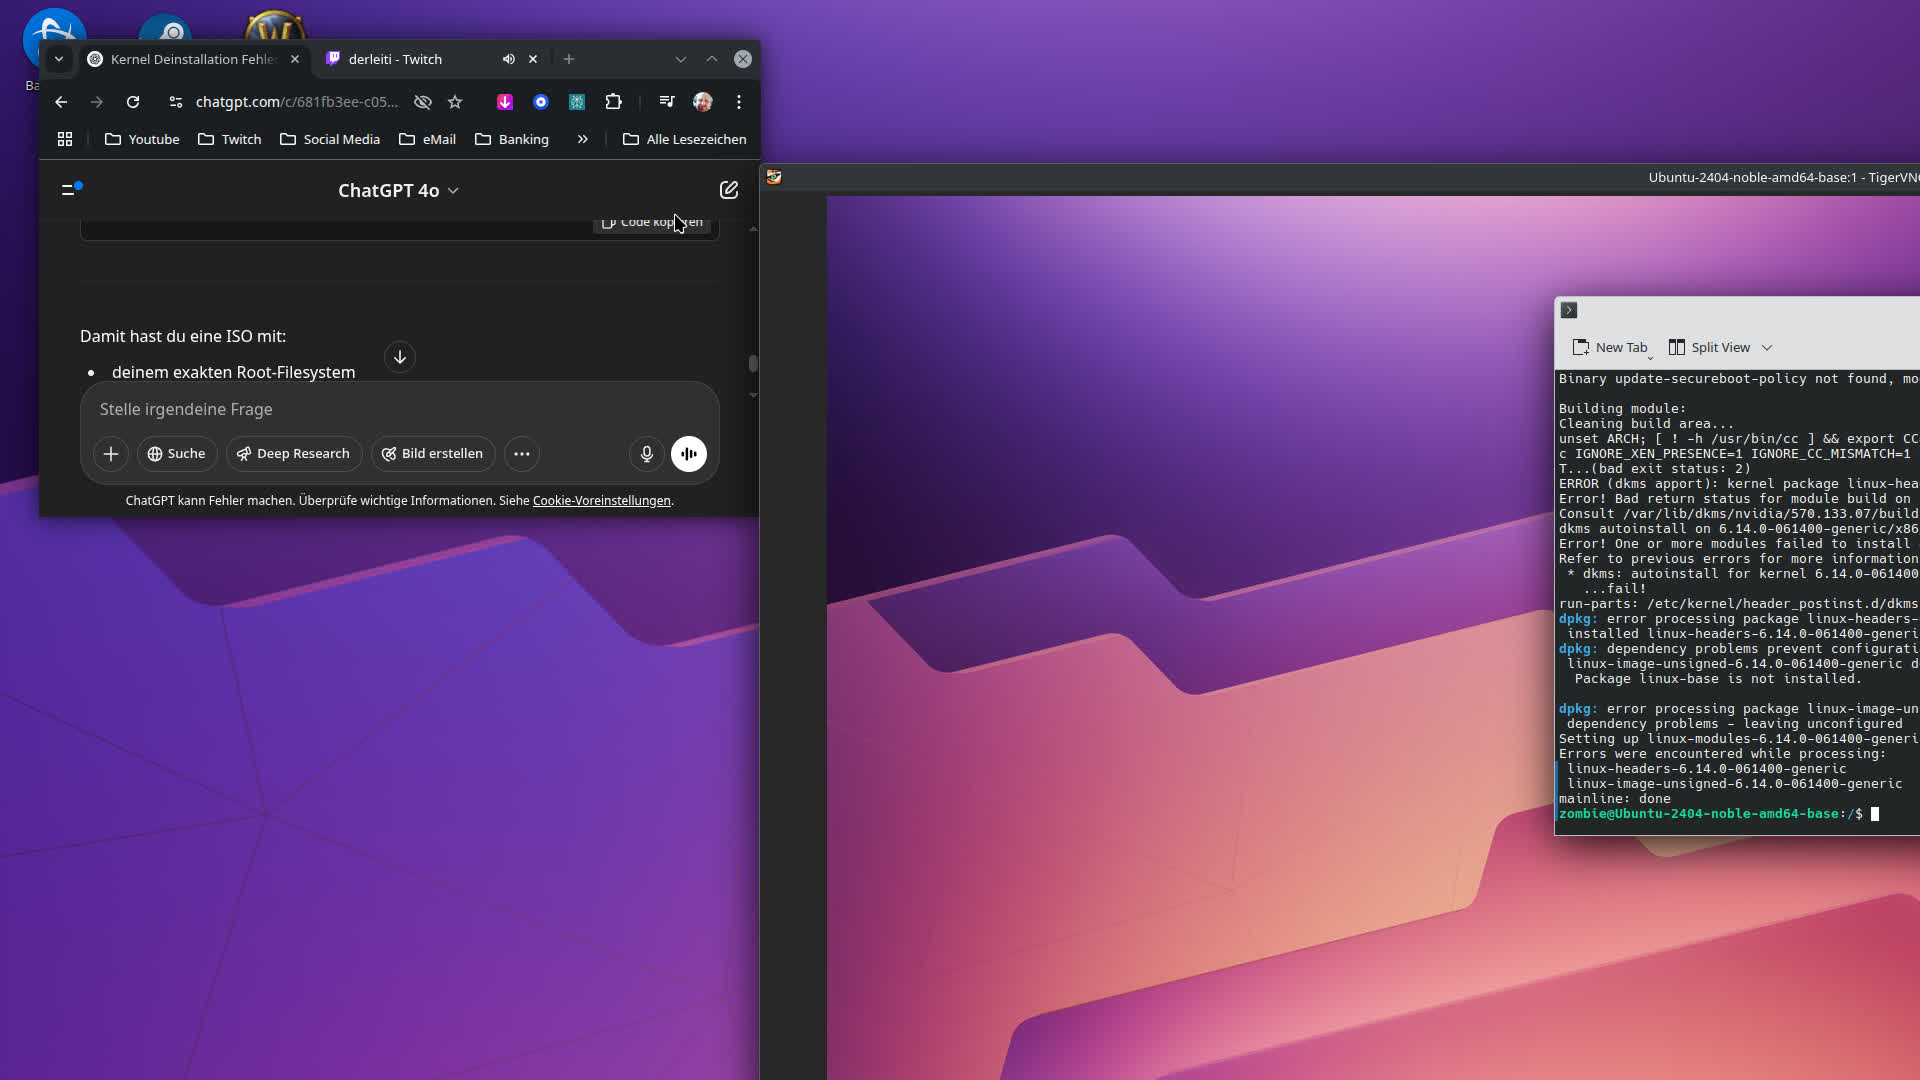 Kernel Deinstallation Fehle
derleiti - Twitch
chatgpt.com/c/681fb3ee-c05...
Youtube
Twitch
Social Media
eMail
Banking
Alle Lesezeichen
ChatGPT 4o
Code kopieren
Damit hast du eine ISO mit:
• deinem exakten Root-Filesystem
Stelle irgendeine Frage
Suche
Deep Research
Bild erstellen
ChatGPT kann Fehler machen. Überprüfe wichtige Informationen. Siehe Cookie-Voreinstellungen.
Ubuntu-2404-noble-amd64-base:1 - TigerVNC
New Tab
Split View
Binary update-secureboot-policy not found, mo
Building module:
Cleaning build area...
unset ARCH; [ ! -h /usr/bin/cc ] && export CC
c IGNORE_XEN_PRESENCE=1 IGNORE_CC_MISMATCH=1
T...(bad exit status: 2)
ERROR (dkms apport): kernel package linux-hea
Error! Bad return status for module build on
Consult /var/lib/dkms/nvidia/570.133.07/build
dkms autoinstall on 6.14.0-061400-generic/x86
Error! One or more modules failed to install
Refer to previous errors for more information
* dkms: autoinstall for kernel 6.14.0-061400
...fail!
run-parts: /etc/kernel/header_postinst.d/dkms
dpkg: error processing package linux-headers-
installed linux-headers-6.14.0-061400-generi
dpkg: dependency problems prevent configurati
linux-image-unsigned-6.14.0-061400-generic d
Package linux-base is not installed.
dpkg: error processing package linux-image-un
dependency problems - leaving unconfigured
Setting up linux-modules-6.14.0-061400-generi
Errors were encountered while processing:
linux-headers-6.14.0-061400-generic
linux-image-unsigned-6.14.0-061400-generic
mainline: done
zombie@Ubuntu-2404-noble-amd64-base:/$